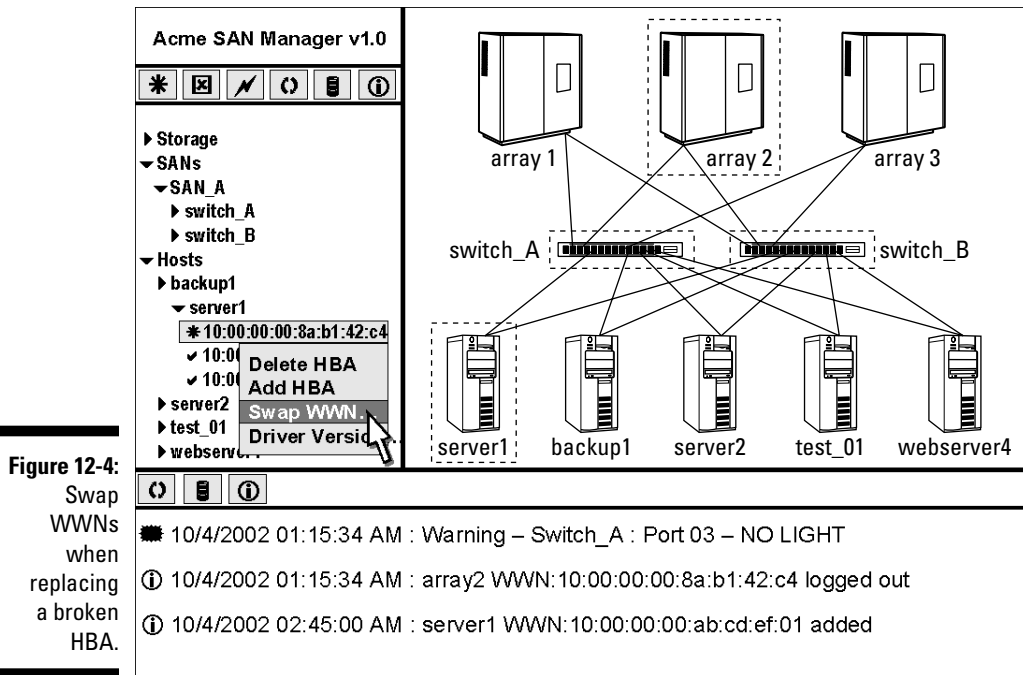 Acme SAN Manager v1.0
Storage
SANs
SAN_A
switch_A
switch_B
Hosts
backup1
server1
10:00:00:00:8a:b1:42:c4
10:00
10:00
server2
test_01
Delete HBA
Add HBA
Swap WWN..
Driver
array 1
array 2
array 3
switch_A
switch_B
server1
backup1
server2
test_01
webserver4
10/4/2002 01:15:34 AM : Warning – Switch_A : Port 03 – NO LIGHT
10/4/2002 01:15:34 AM : array2 WWN:10:00:00:00:8a:b1:42:c4 logged out
10/4/2002 02:45:00 AM : server1 WWN:10:00:00:00:ab:cd:ef:01 added
Figure 12-4:
Swap
WWNs
when
replacing
a broken
HBA.